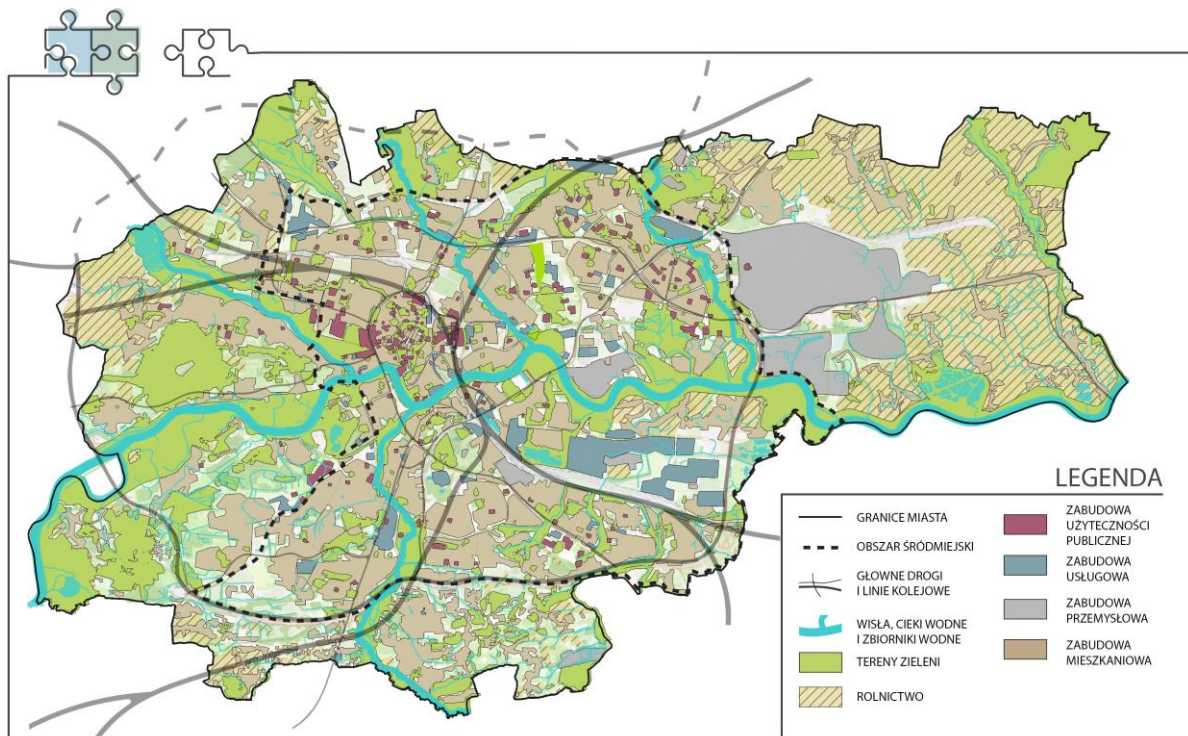 LEGENDA
GRANICE MIASTA
OBSZAR ŚRÓDMIEJSKI
GŁOWNE DROGI
I LINIE KOLEJOWE
WISŁA, CIEKI WODNE
I ZBIORNIKI WODNE
TERENY ZIELENI
ROLNICTWO
ZABUDOWA
UŻYTECZNOŚCI
PUBLICZNEJ
ZABUDOWA
USŁUGOWA
ZABUDOWA
PRZEMYSŁOWA
ZABUDOWA
MIESZKANIOWA